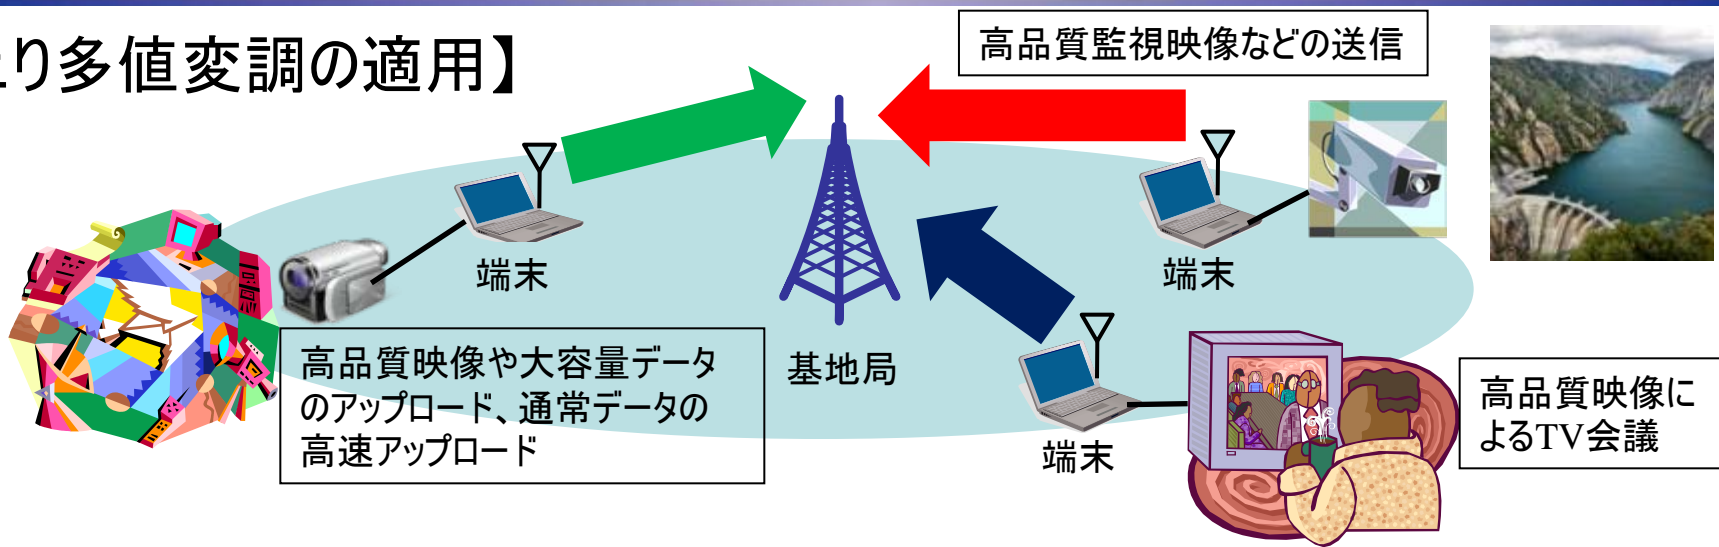 り多値変調の適用】
高品質監視映像などの送信
端末
端末
高品質映像や大容量データ
のアップロード、通常データの
高速アップロード
基地局
端末
高品質映像に
よるTV会議